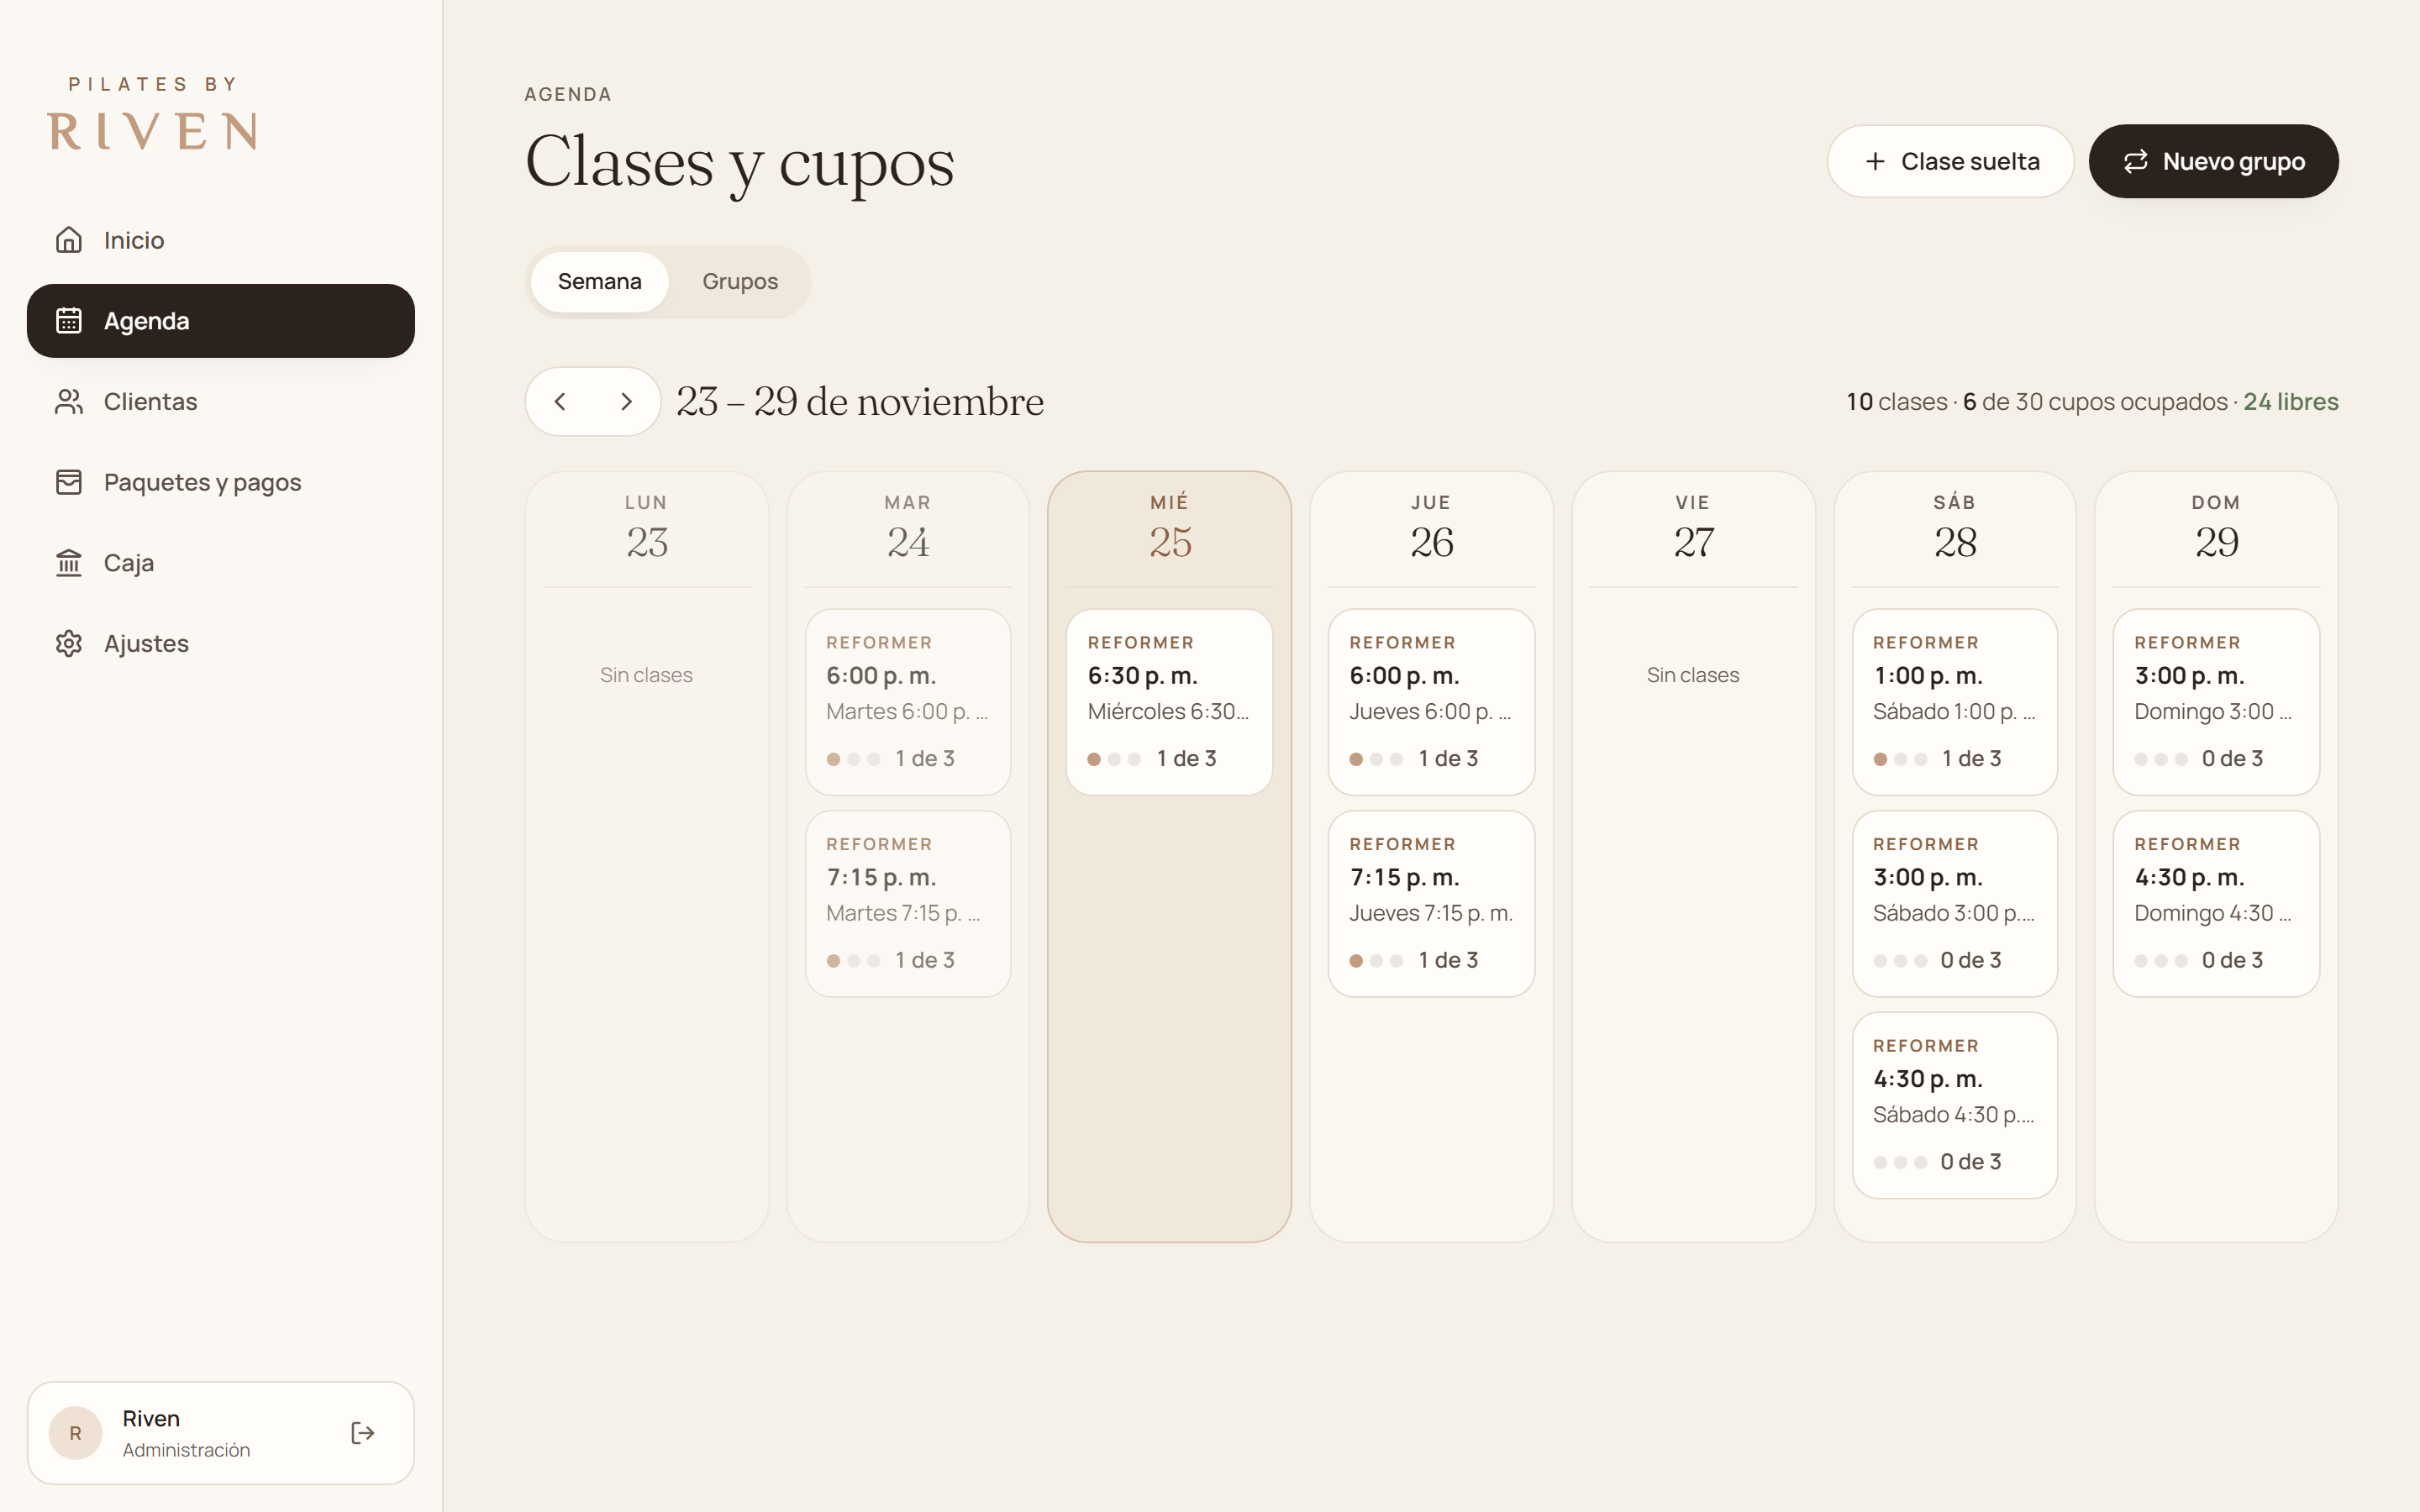 PILATES BY
RIVEN
Inicio
Agenda
Clientas
Paquetes y pagos
Caja
Ajustes
R
Riven
Administración
AGENDA
Clases y cupos
Clase suelta
Nuevo grupo
Semana
Grupos
23 – 29 de noviembre
10 clases · 6 de 30 cupos ocupados · 24 libres
LUN
23
Sin clases
MAR
24
REFORMER
6:00 p. m.
Martes 6:00 p. ...
1 de 3
REFORMER
7:15 p. m.
Martes 7:15 p. ...
1 de 3
MIÉ
25
REFORMER
6:30 p. m.
Miércoles 6:30...
1 de 3
JUE
26
REFORMER
6:00 p. m.
Jueves 6:00 p. ...
1 de 3
REFORMER
7:15 p. m.
Jueves 7:15 p. m.
1 de 3
VIE
27
Sin clases
SÁB
28
REFORMER
1:00 p. m.
Sábado 1:00 p. ...
1 de 3
REFORMER
3:00 p. m.
Sábado 3:00 p....
0 de 3
REFORMER
4:30 p. m.
Sábado 4:30 p....
0 de 3
DOM
29
REFORMER
3:00 p. m.
Domingo 3:00 ...
0 de 3
REFORMER
4:30 p. m.
Domingo 4:30 ...
0 de 3